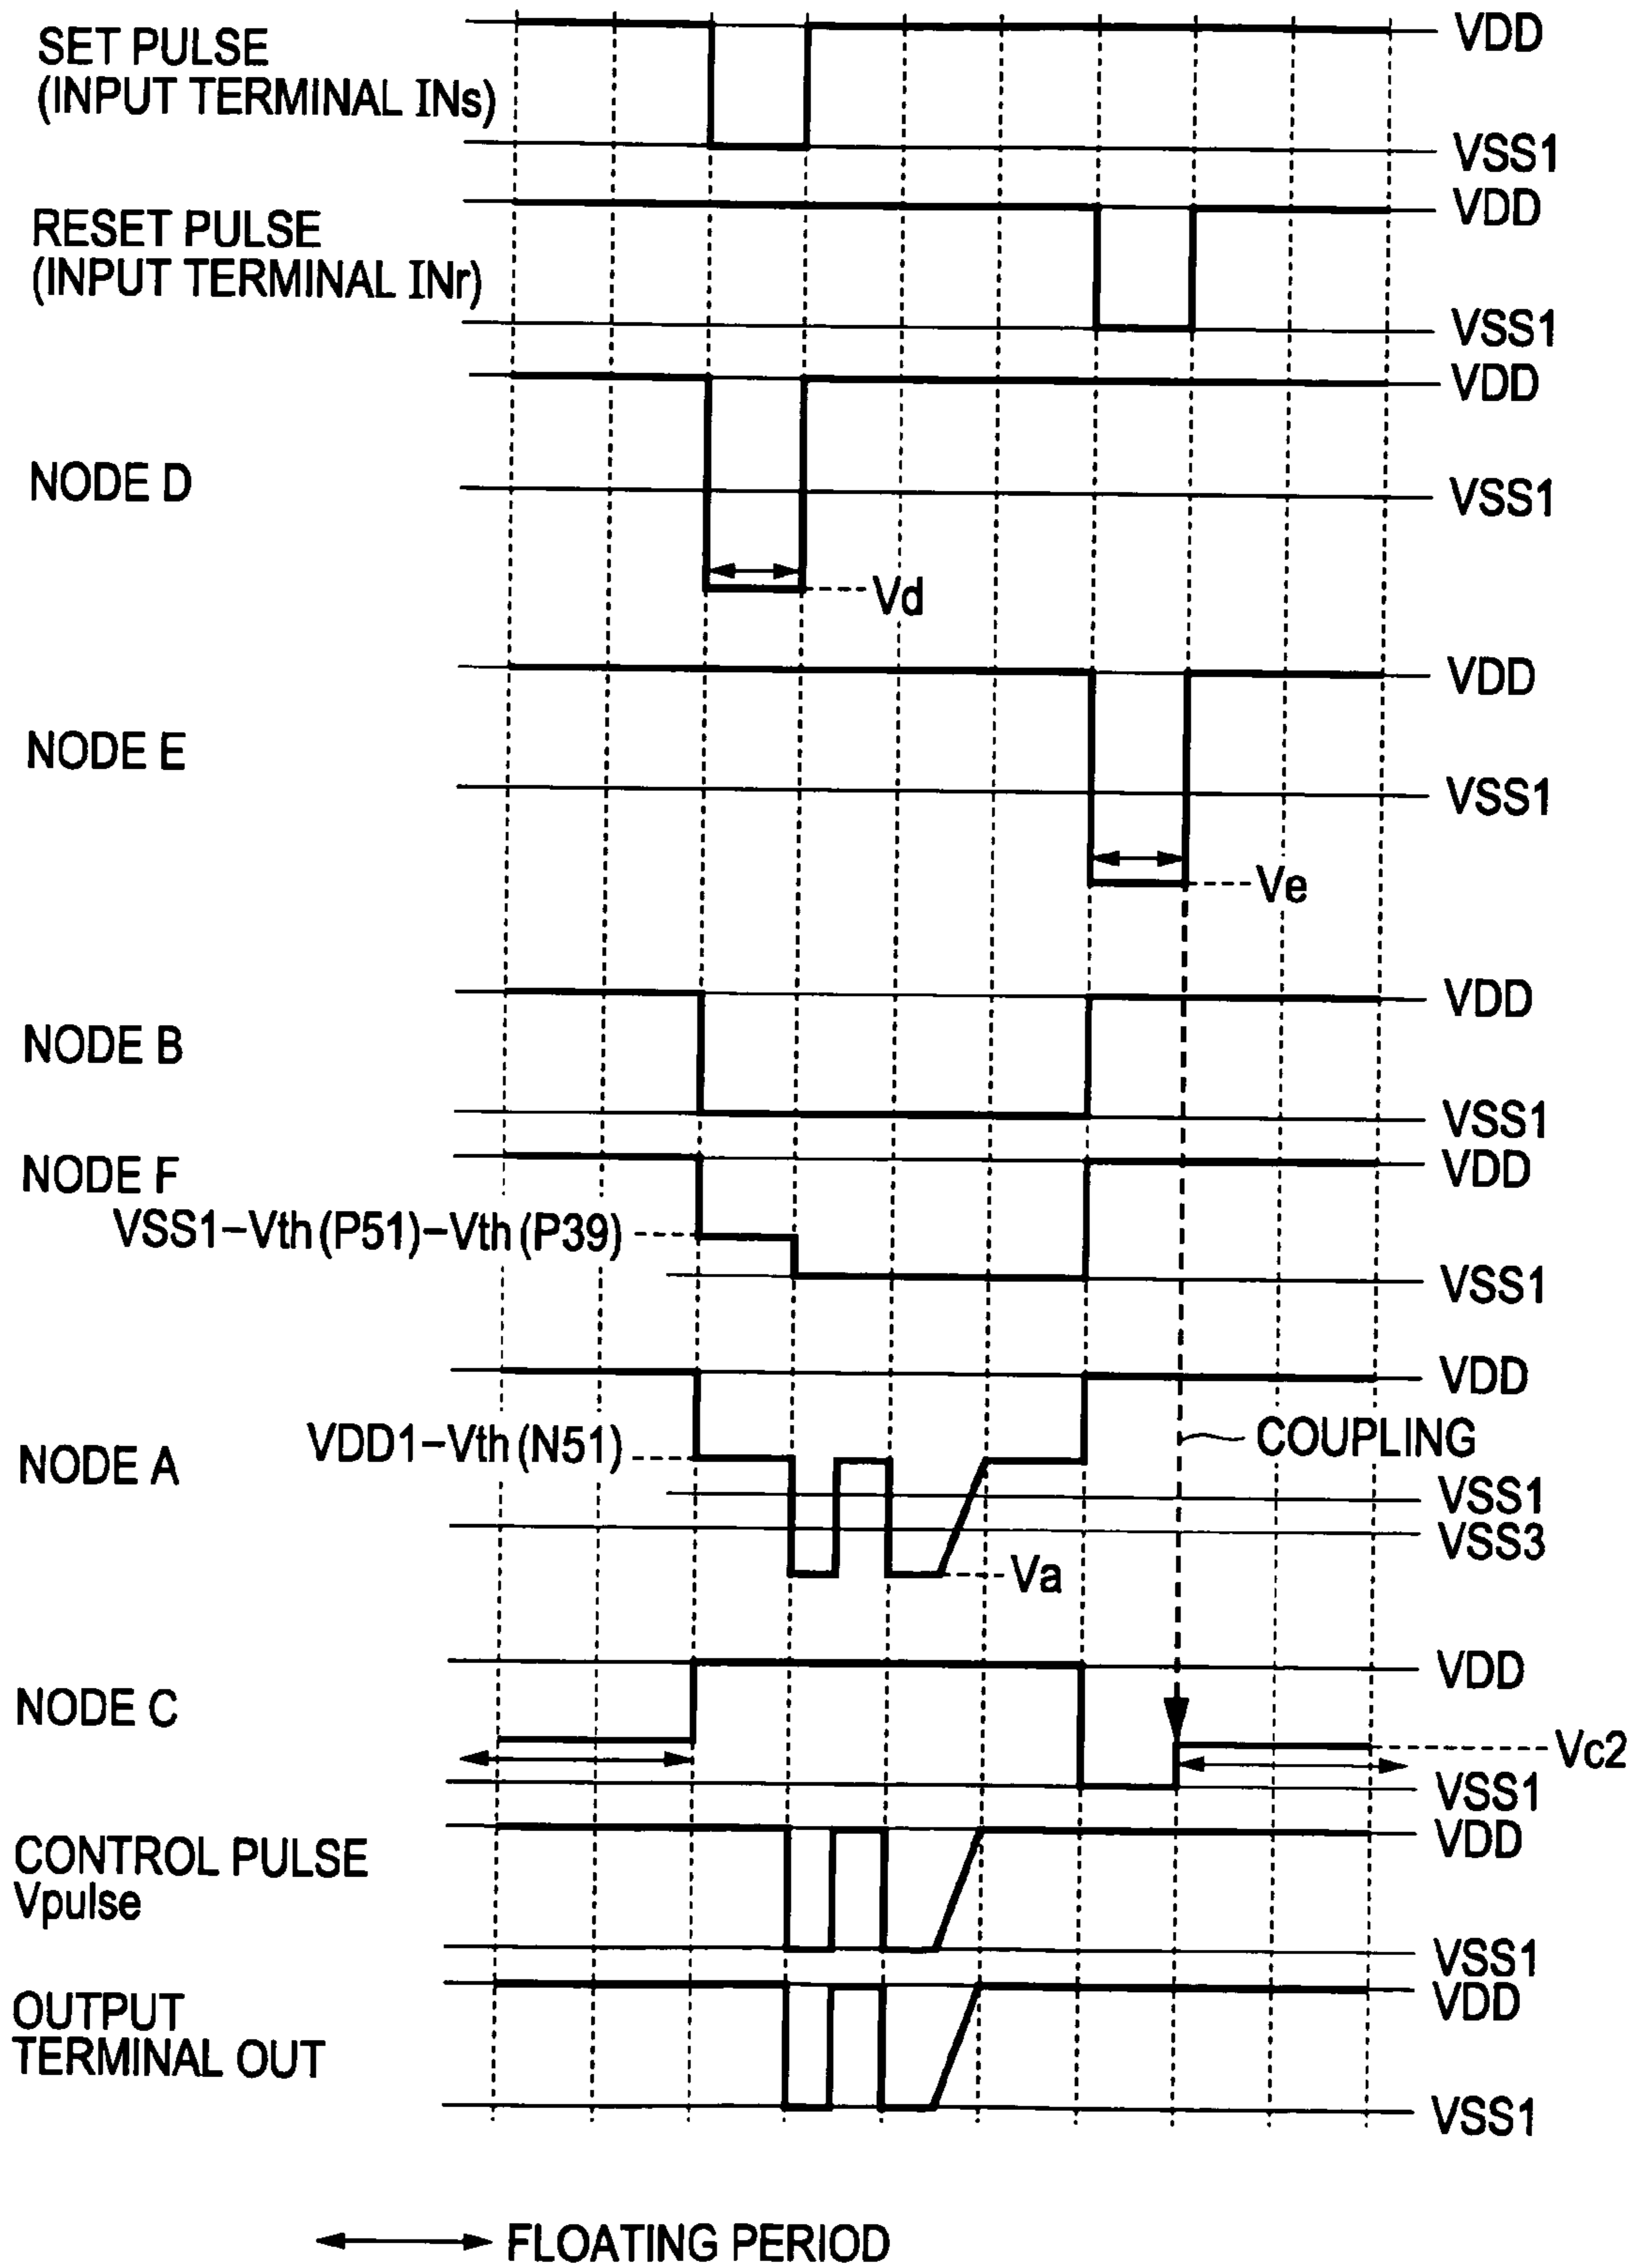 SET PULSE
(INPUT TERMINAL INs)
VDD
VSS1
RESET PULSE
(INPUT TERMINAL INr)
VDD
VSS1
NODE D
VDD
VSS1
Vd
NODE E
VDD
VSS1
Ve
NODE B
VDD
VSS1
NODE F
VDD
VSS1-Vth(P51)-Vth(P39)
VSS1
NODE A
VDD
VDD1-Vth(N51)
COUPLING
VSS1
VSS3
Va
NODE C
VDD
Vc2
VSS1
CONTROL PULSE
Vpulse
VDD
VSS1
OUTPUT
TERMINAL OUT
VDD
VSS1
FLOATING PERIOD